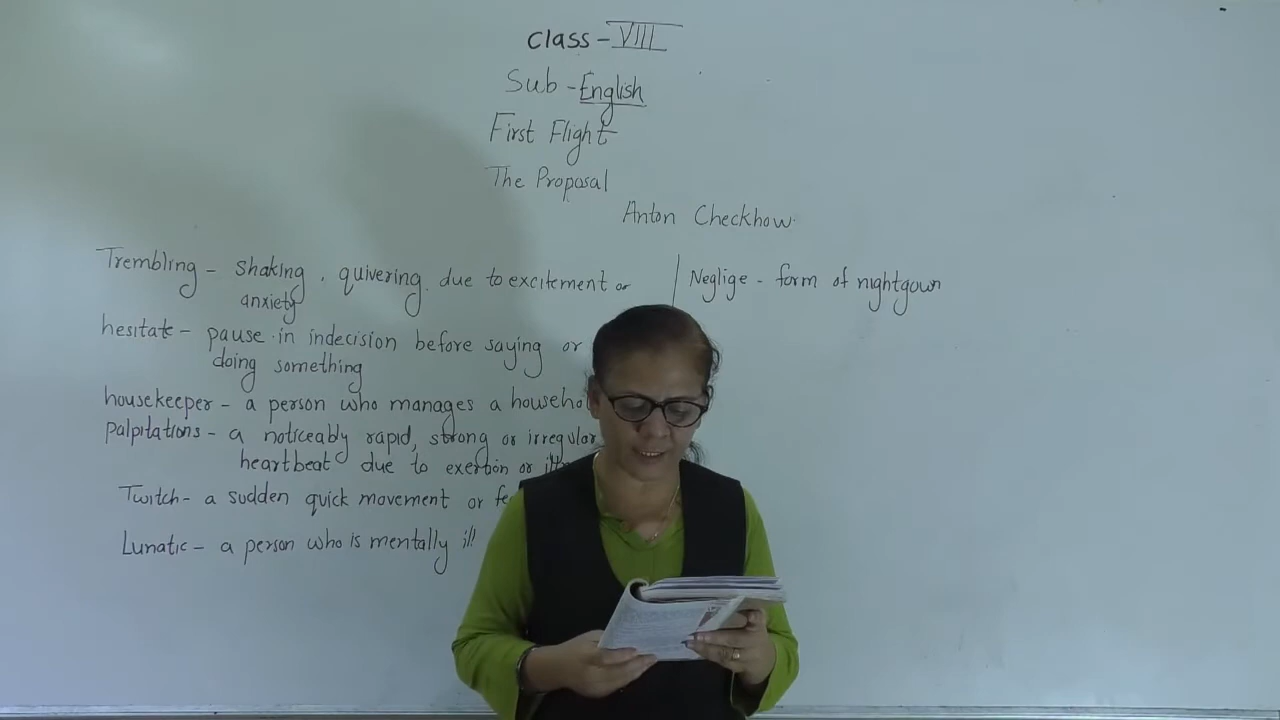 Class - VIII
Sub - English
First Flight
The Proposal
Anton Checkhow
Trembling - shaking, quivering due to excitement or
anxiety
hesitate - pause in indecision before saying or
doing something
housekeeper - a person who manages a
palpitations - a noticeably rapid, strong or irregular
heartbeat due to exertion or
Twitch - a sudden quick movement or
Lunatic - a person who is mentally ill
Neglige - form of nightgown